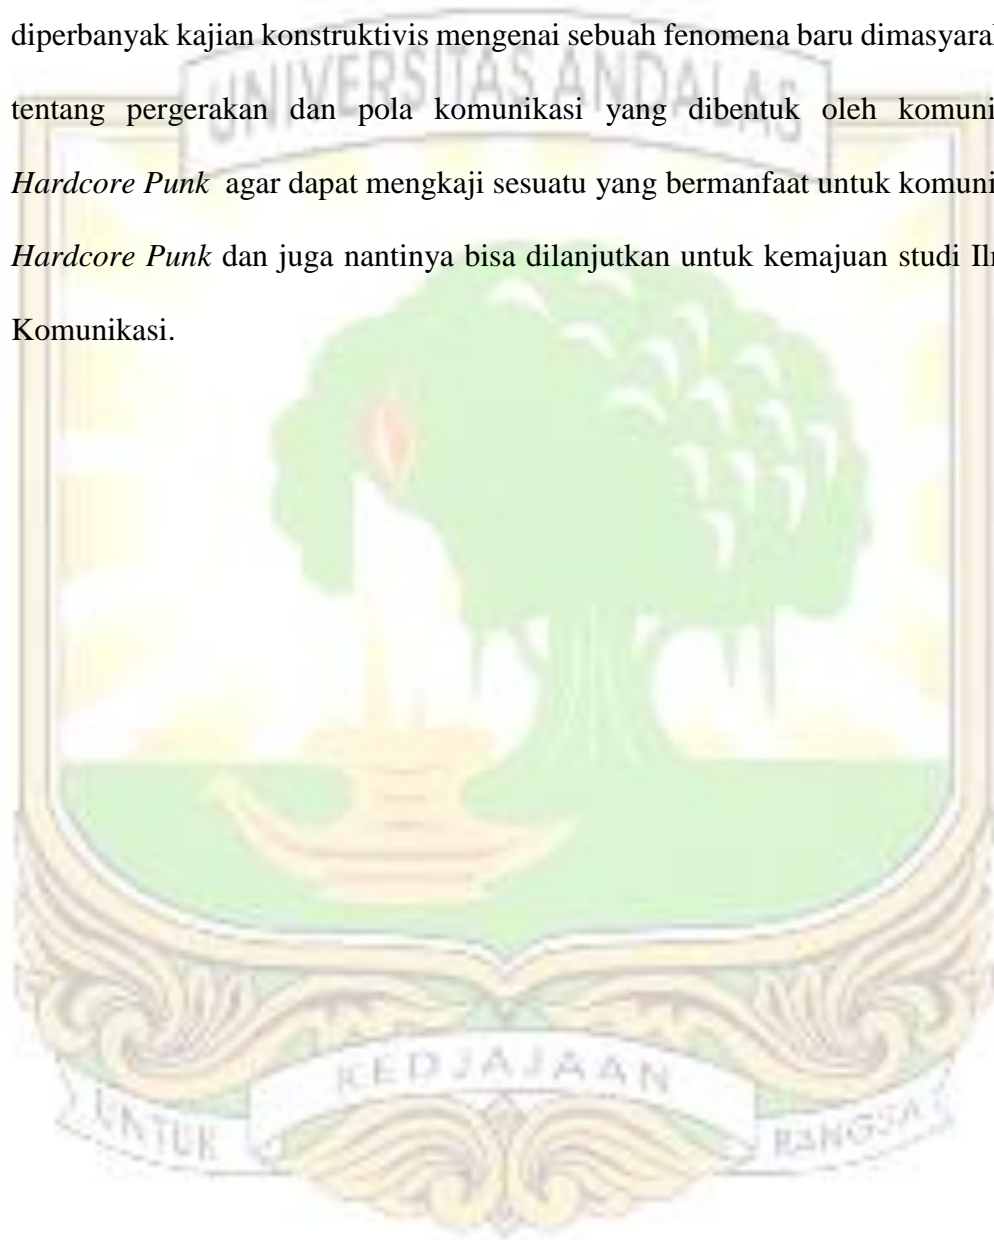 diperbanyak kajian konstruktivis mengenai sebuah fenomena baru dimasyara
tentang pergerakan dan pola komunikasi yang dibentuk oleh komuni
Hardcore Punk agar dapat mengkaji sesuatu yang bermanfaat untuk komuni
Hardcore Punk dan juga nantinya bisa dilanjutkan untuk kemajuan studi Il
Komunikasi.
UNIVERSITAS ANDALAS
UNTUK KEDJAJAAN BANGSA